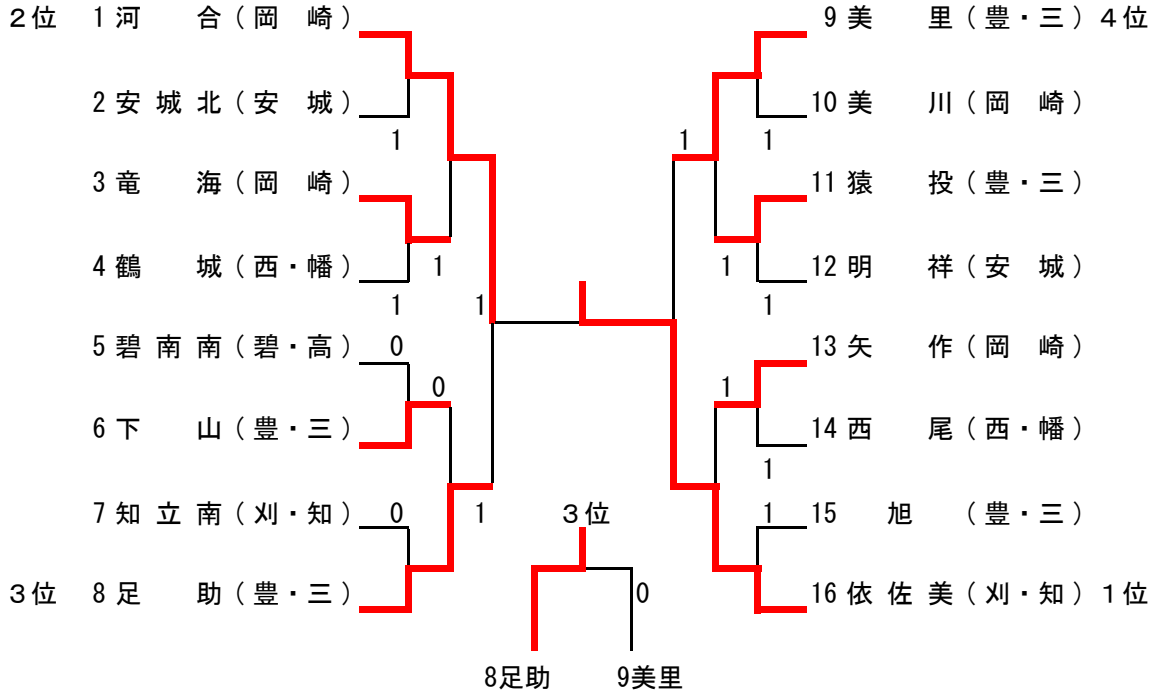 ２位 1 河　合（岡　崎）
2 安城北（安　城）
1
3 竜　海（岡　崎）
4 鶴　城（西・幡）
1
1
1
5 碧南南（碧・高）
0
0
6 下　山（豊・三）
7 知立南（刈・知）
0
1
３位 8 足　助（豊・三）
9 美　里（豊・三）４位
10 美　川（岡　崎）
1
1
11 猿　投（豊・三）
12 明　祥（安　城）
1
1
13 矢　作（岡　崎）
1
14 西　尾（西・幡）
1
15 旭　（豊・三）
1
16 依佐美（刈・知）１位
３位
0
8足助 9美里